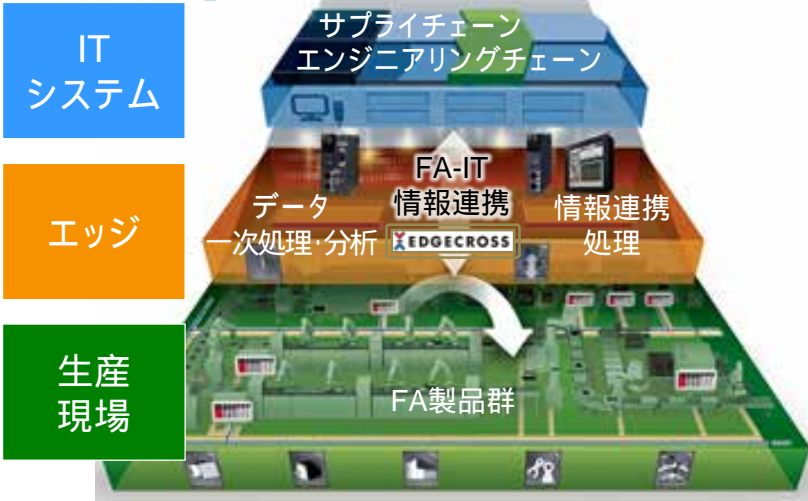 IT
システム
サプライチェーン
エンジニアリングチェーン
エッジ
FA-IT
情報連携
データ
一次処理・分析
EDGECROSS
情報連携
処理
生産
現場
FA製品群